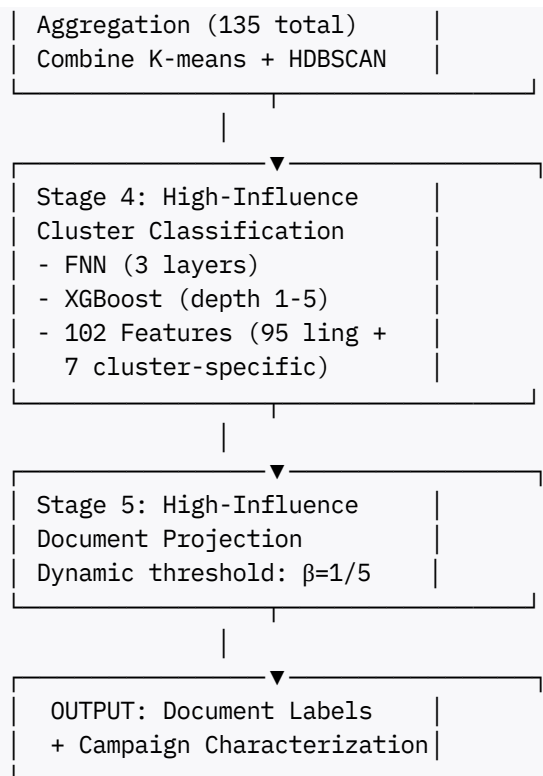 Aggregation (135 total)
Combine K-means + HDBSCAN
Stage 4: High-Influence
Cluster Classification
- FNN (3 layers)
- XGBoost (depth 1-5)
- 102 Features (95 ling +
7 cluster-specific)
Stage 5: High-Influence
Document Projection
Dynamic threshold: β=1/5
OUTPUT: Document Labels
+ Campaign Characterization